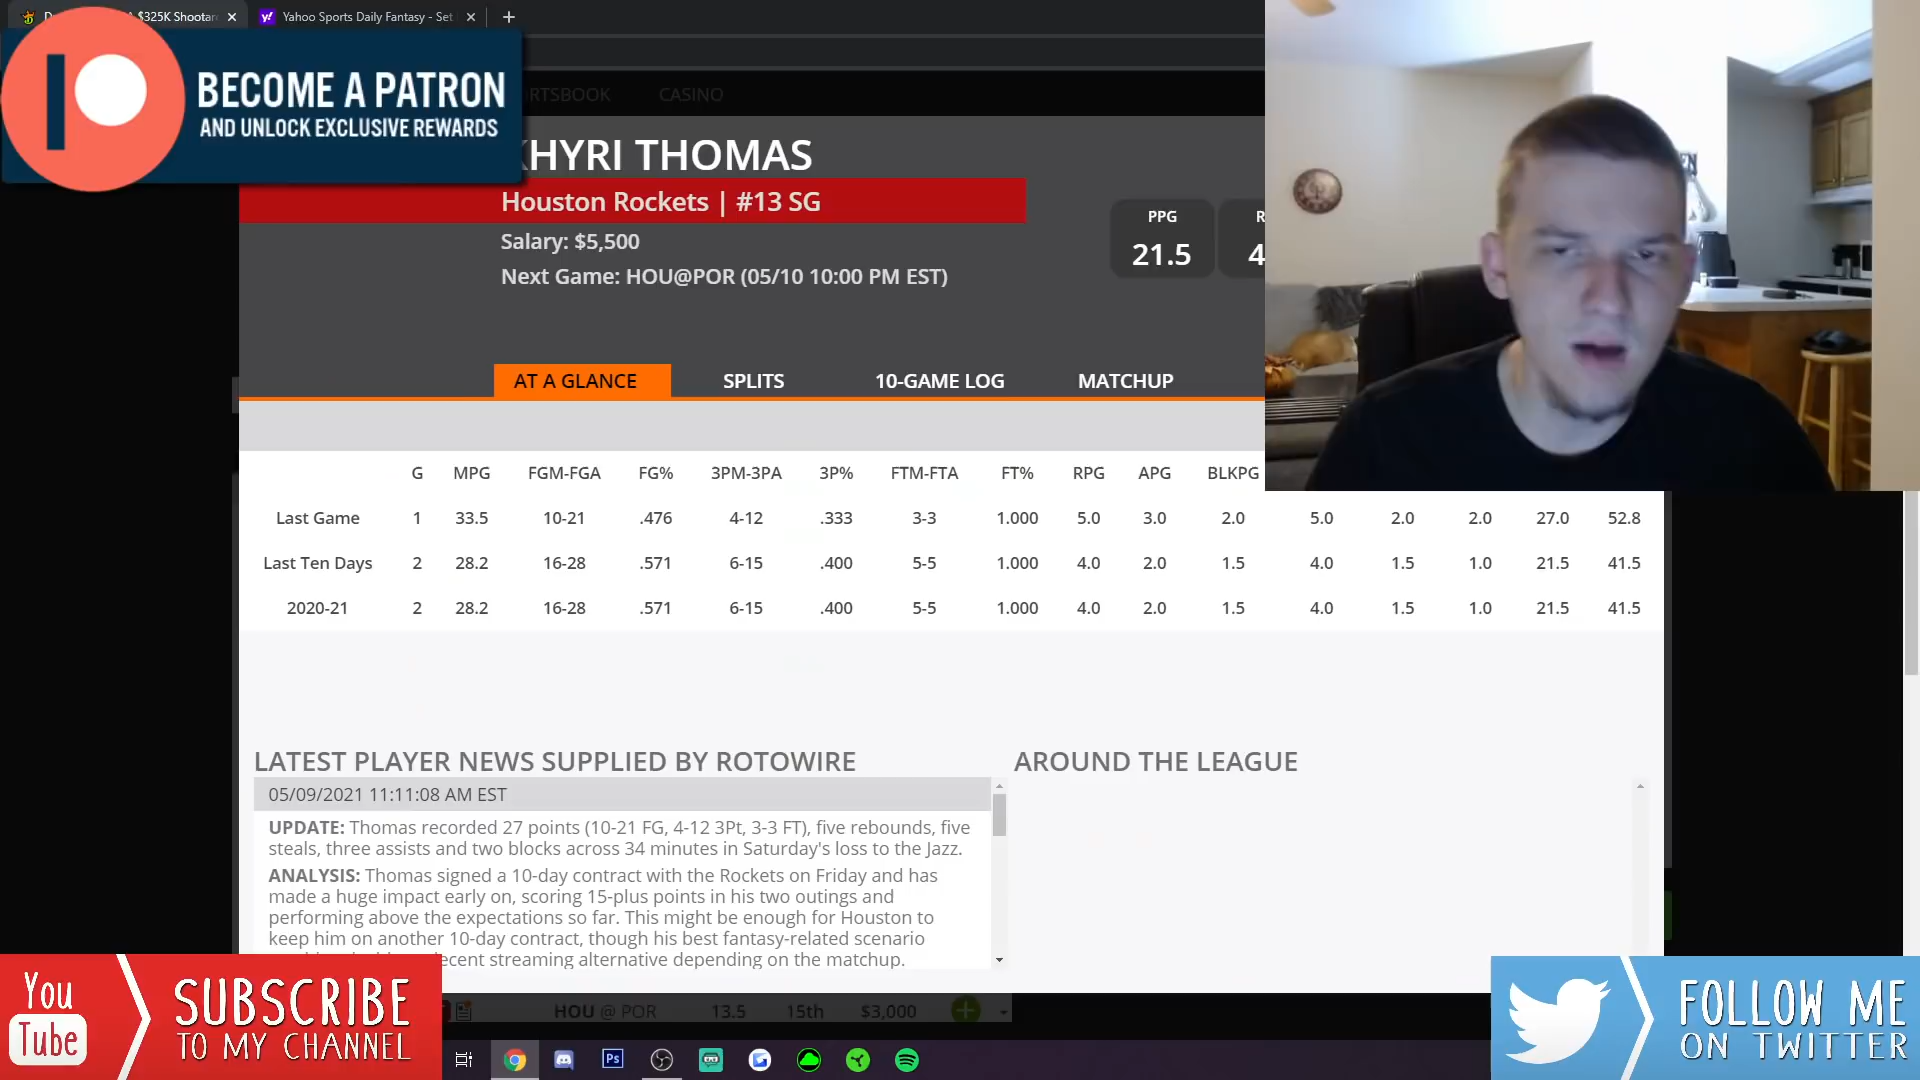 $325K Shootar
Yahoo Sports Daily Fantasy - Set
BECOME A PATRON
AND UNLOCK EXCLUSIVE REWARDS
RTSBOOK CASINO
KHYRI THOMAS
Houston Rockets | #13 SG
Salary: $5,500
Next Game: HOU@POR (05/10 10:00 PM EST)
PPG R
21.5 4
AT A GLANCE SPLITS 10-GAME LOG MATCHUP
G MPG FGM-FGA FG% 3PM-3PA 3P% FTM-FTA FT% RPG APG BLKPG
Last Game 1 33.5 10-21 .476 4-12 .333 3-3 1.000 5.0 3.0 2.0 5.0 2.0 2.0 27.0 52.8
Last Ten Days 2 28.2 16-28 .571 6-15 .400 5-5 1.000 4.0 2.0 1.5 4.0 1.5 1.0 21.5 41.5
2020-21 2 28.2 16-28 .571 6-15 .400 5-5 1.000 4.0 2.0 1.5 4.0 1.5 1.0 21.5 41.5
LATEST PLAYER NEWS SUPPLIED BY ROTOWIRE
AROUND THE LEAGUE
05/09/2021 11:11:08 AM EST
UPDATE: Thomas recorded 27 points (10-21 FG, 4-12 3Pt, 3-3 FT), five rebounds, five
steals, three assists and two blocks across 34 minutes in Saturday's loss to the Jazz.
ANALYSIS: Thomas signed a 10-day contract with the Rockets on Friday and has
made a huge impact early on, scoring 15-plus points in his two outings and
performing above the expectations so far. This might be enough for Houston to
keep him on another 10-day contract, though his best fantasy-related scenario
ecent streaming alternative depending on the matchup.
HOU @ POR 13.5 15th $3,000
You
Tube
SUBSCRIBE
TO MY CHANNEL
Ps
FOLLOW ME
ON TWITTER